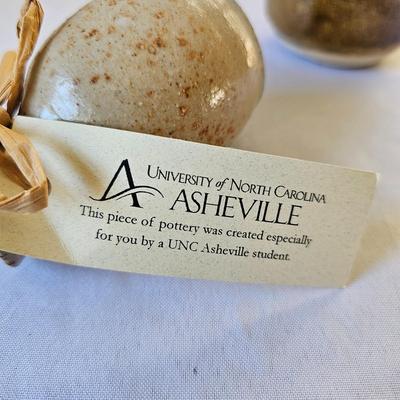 UNIVERSITY of NORTH CAROLINA
ASHEVILLE
This piece of pottery was created especially
for you by a UNC Asheville student.